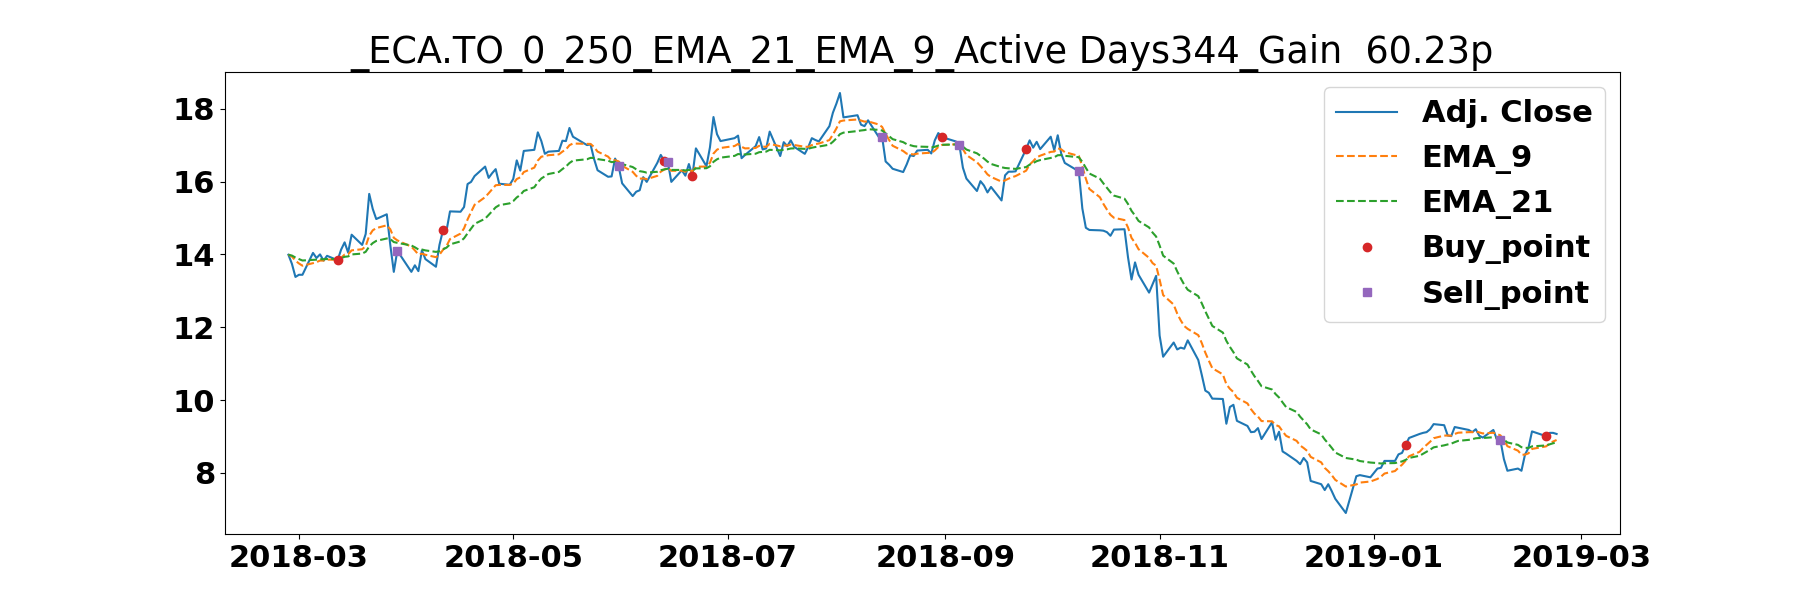 _ECA.TO_0_250_EMA_21_EMA_9_Active Days344_Gain  60.23p
18
16
14
12
10
8
Adj. Close
EMA_9
EMA_21
Buy_point
Sell_point
2018-03 2018-05 2018-07 2018-09 2018-11 2019-01 2019-03